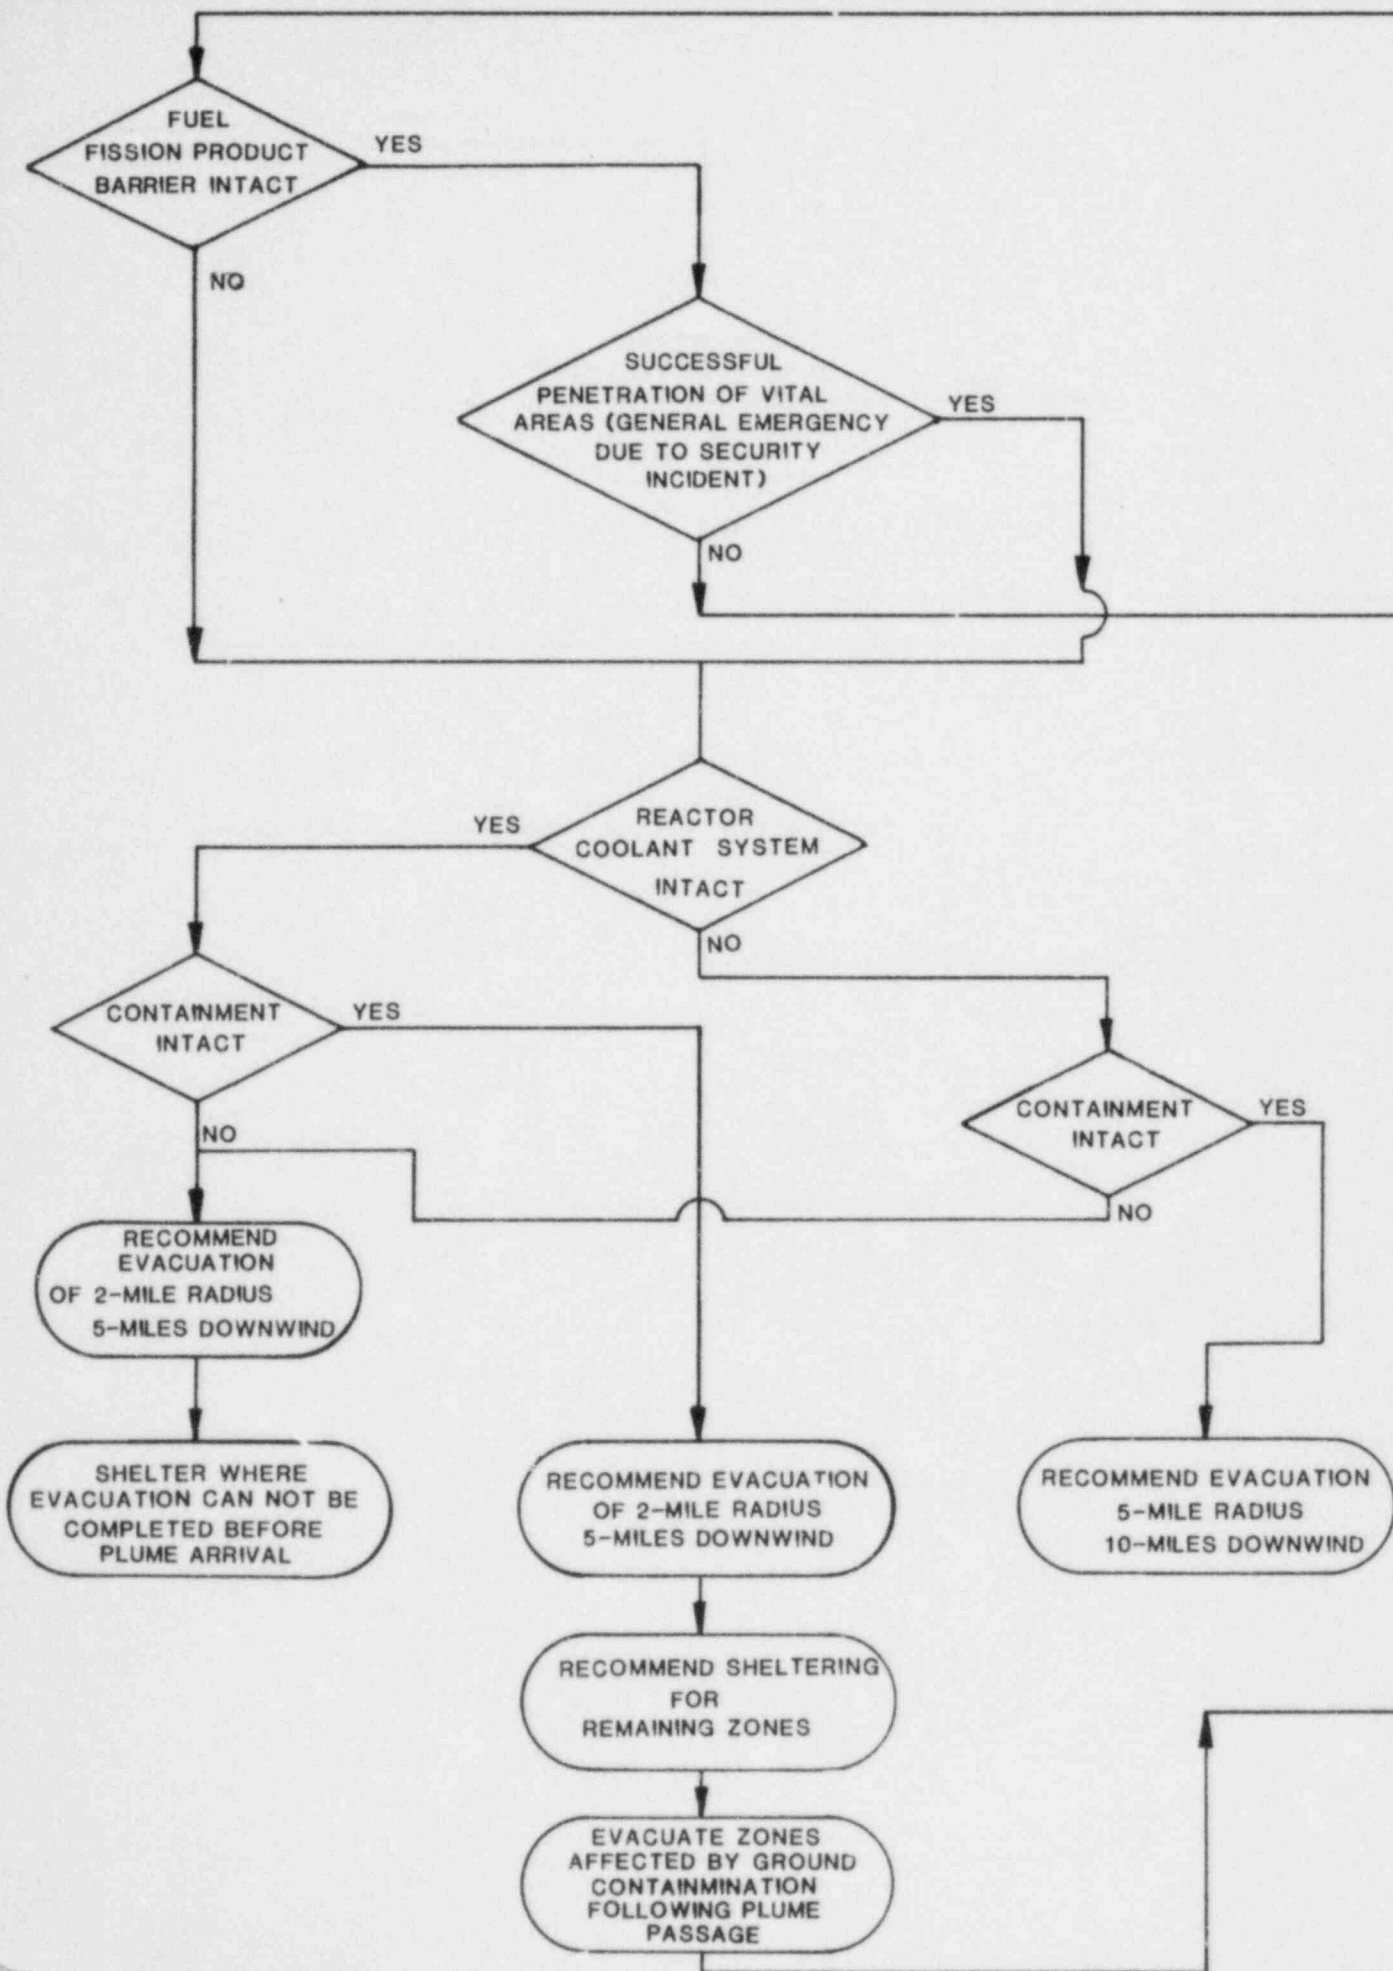 FUEL
FISSION PRODUCT
BARRIER INTACT
YES
NO
SUCCESSFUL
PENETRATION OF VITAL
AREAS (GENERAL EMERGENCY
DUE TO SECURITY
INCIDENT)
YES
NO
REACTOR
COOLANT SYSTEM
INTACT
YES
NO
CONTAINMENT
INTACT
YES
NO
CONTAINMENT
INTACT
YES
NO
RECOMMEND
EVACUATION
OF 2-MILE RADIUS
5-MILES DOWNWIND
SHELTER WHERE
EVACUATION CAN NOT BE
COMPLETED BEFORE
PLUME ARRIVAL
RECOMMEND EVACUATION
OF 2-MILE RADIUS
5-MILES DOWNWIND
RECOMMEND EVACUATION
5-MILE RADIUS
10-MILES DOWNWIND
RECOMMEND SHELTERING
FOR
REMAINING ZONES
EVACUATE ZONES
AFFECTED BY GROUND
CONTAINMINATION
FOLLOWING PLUME
PASSAGE